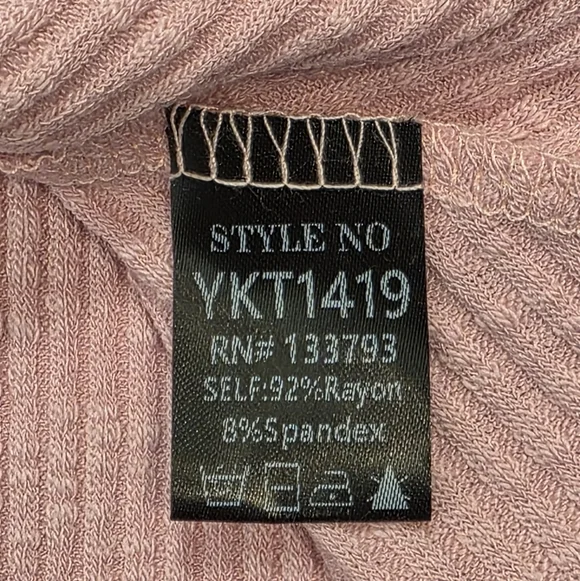 STYLE NO
YKT1419
RN# 133793
SELF:92%Rayon
8%Spandex